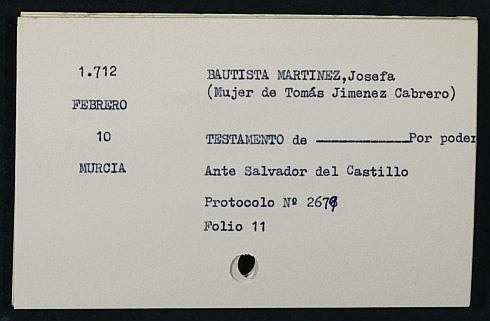 1.712
BAUTISTA MARTINEZ,Josefa
(Mujer de Tomás Jimenez Cabrero)
FEBRERO
10
TESTAMENTO de ——————Por poder
MURCIA
Ante Salvador del Castillo
Protocolo Nº
Folio 11